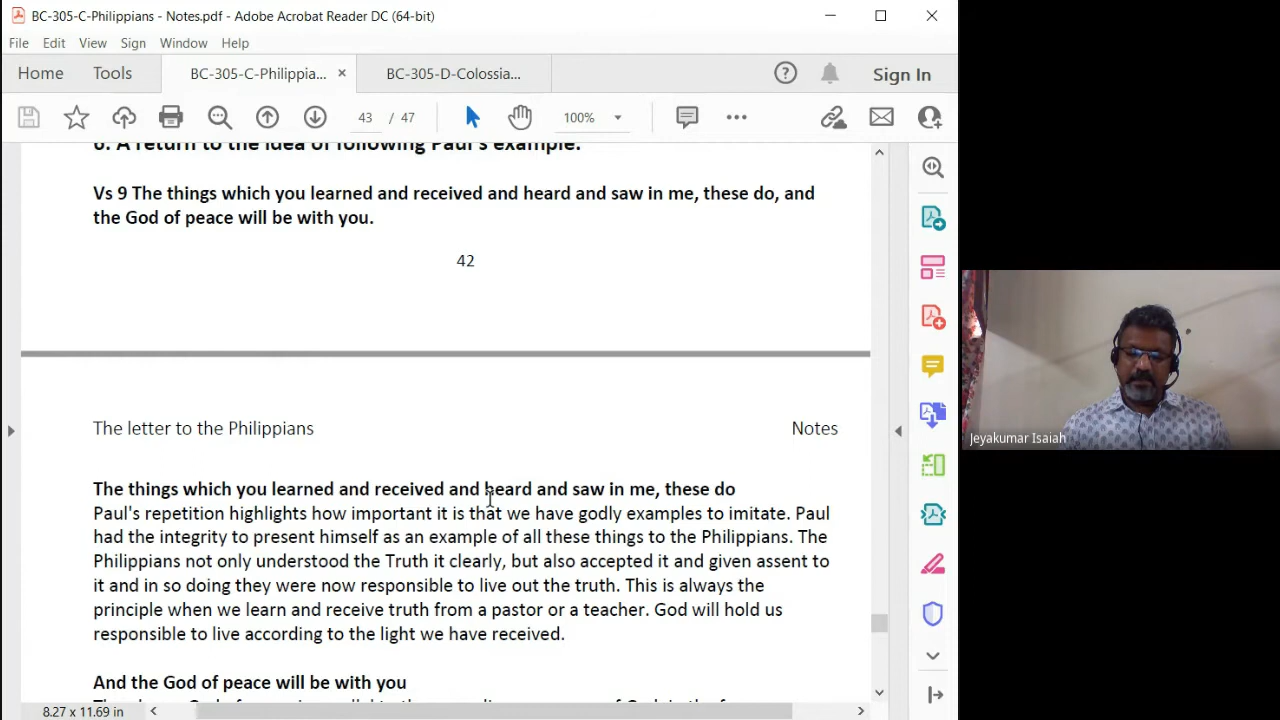 BC-305-C-Philippians - Notes.pdf - Adobe Acrobat Reader DC (64-bit)
File Edit View Sign Window Help
Home Tools BC-305-C-Philippia... × BC-305-D-Colossia... Sign In
43 / 47 100%
6. A return to the idea of following Paul's example.
Vs 9 The things which you learned and received and heard and saw in me, these do, and
the God of peace will be with you.
42
The letter to the Philippians Notes
The things which you learned and received and heard and saw in me, these do
Paul's repetition highlights how important it is that we have godly examples to imitate. Paul
had the integrity to present himself as an example of all these things to the Philippians. The
Philippians not only understood the Truth it clearly, but also accepted it and given assent to
it and in so doing they were now responsible to live out the truth. This is always the
principle when we learn and receive truth from a pastor or a teacher. God will hold us
responsible to live according to the light we have received.
And the God of peace will be with you
8.27 x 11.69 in
Jeyakumar Isaiah